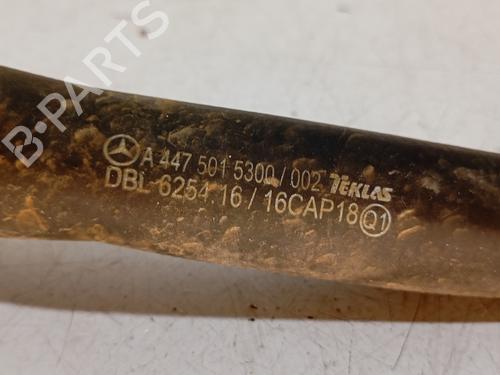 B-PARTS
A 447 501 5300 / 002 TEKLAS
DBL 6254.16 / 16CAP18 Q1